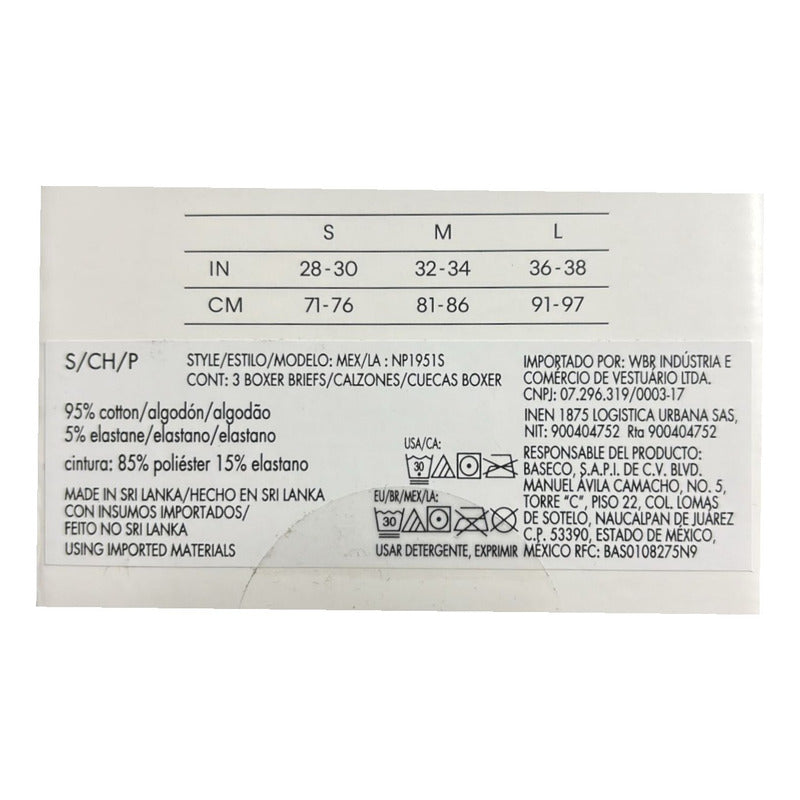 S M L
IN 28-30 32-34 36-38
CM 71-76 81-86 91-97
S/CH/P
STYLE/ESTILO/MODELO: MEX/LA : NP1951S
CONT: 3 BOXER BRIEFS/CALZONES/CUECAS BOXER
95% cotton/algodón/algodão
5% elastane/elastano/elastano
cintura: 85% poliéster 15% elastano
MADE IN SRI LANKA/HECHO EN SRI LANKA
CON INSUMOS IMPORTADOS/
FEITO NO SRI LANKA
USING IMPORTED MATERIALS
USA/CA:
30
EU/BR/MEX/LA:
30
USAR DETERGENTE, EXPRIMIR
IMPORTADO POR: WBR INDÚSTRIA E
COMÉRCIO DE VESTUÁRIO LTDA.
CNPJ: 07.296.319/0003-17
INEN 1875 LOGISTICA URBANA SAS,
NIT: 900404752 Rta 900404752
RESPONSABLE DEL PRODUCTO:
BASECO, S.A.P.I. DE C.V. BLVD.
MANUEL ÁVILA CAMACHO, NO. 5,
TORRE “C”, PISO 22, COL. LOMAS
DE SOTELO, NAUCALPAN DE JUÁREZ
C.P. 53390, ESTADO DE MÉXICO,
MÉXICO RFC: BAS0108275N9